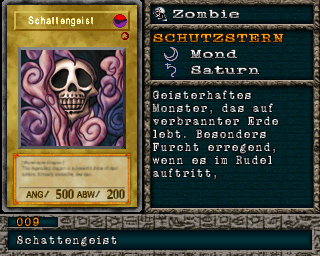 Schattengeist
ANG/ 500 ABW/ 200
Zombie
SCHUTZSTERN
Mond
Saturn
Geisterhaftes
Monster, das auf
verbrannter Erde
lebt. Besonders
Furcht erregend,
wenn es im Rudel
auftritt,
009
Schattengeist